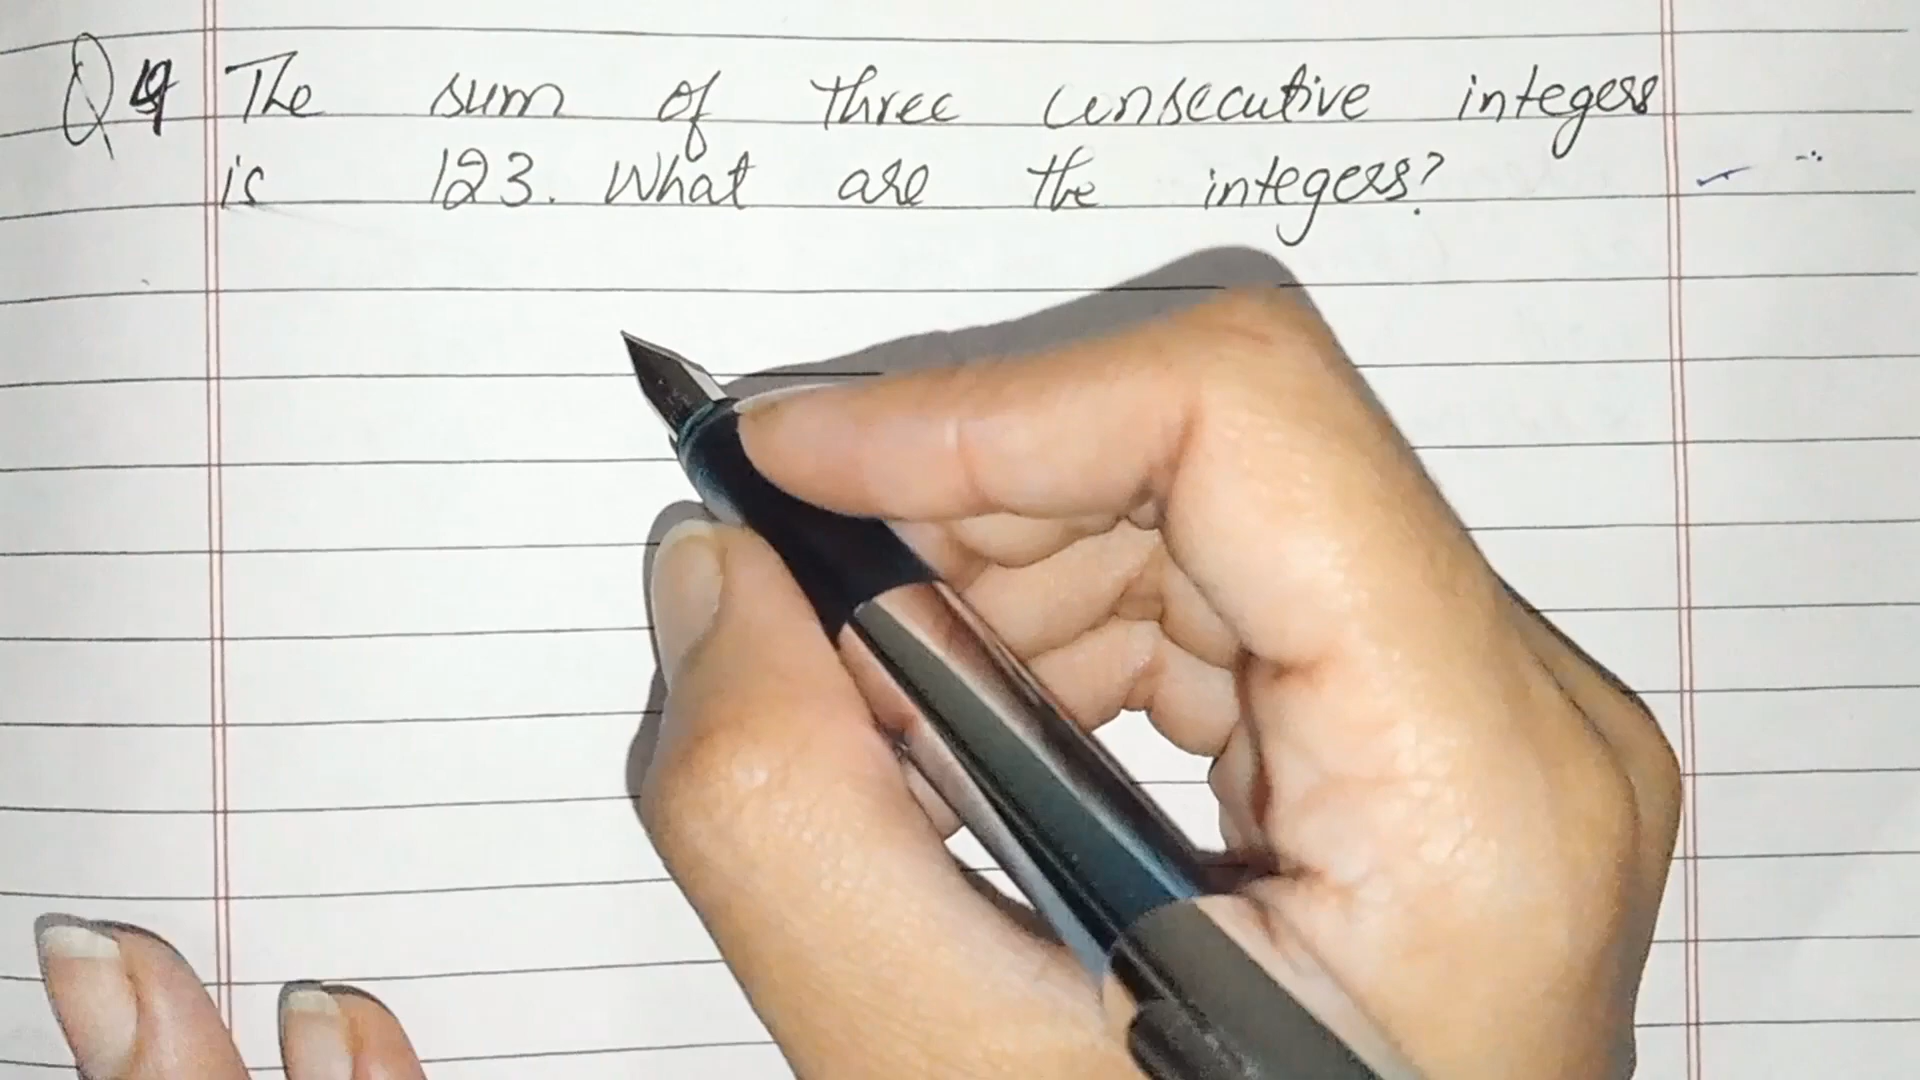 Q4 The sum of three consecutive integers
is 123. What are the integers?